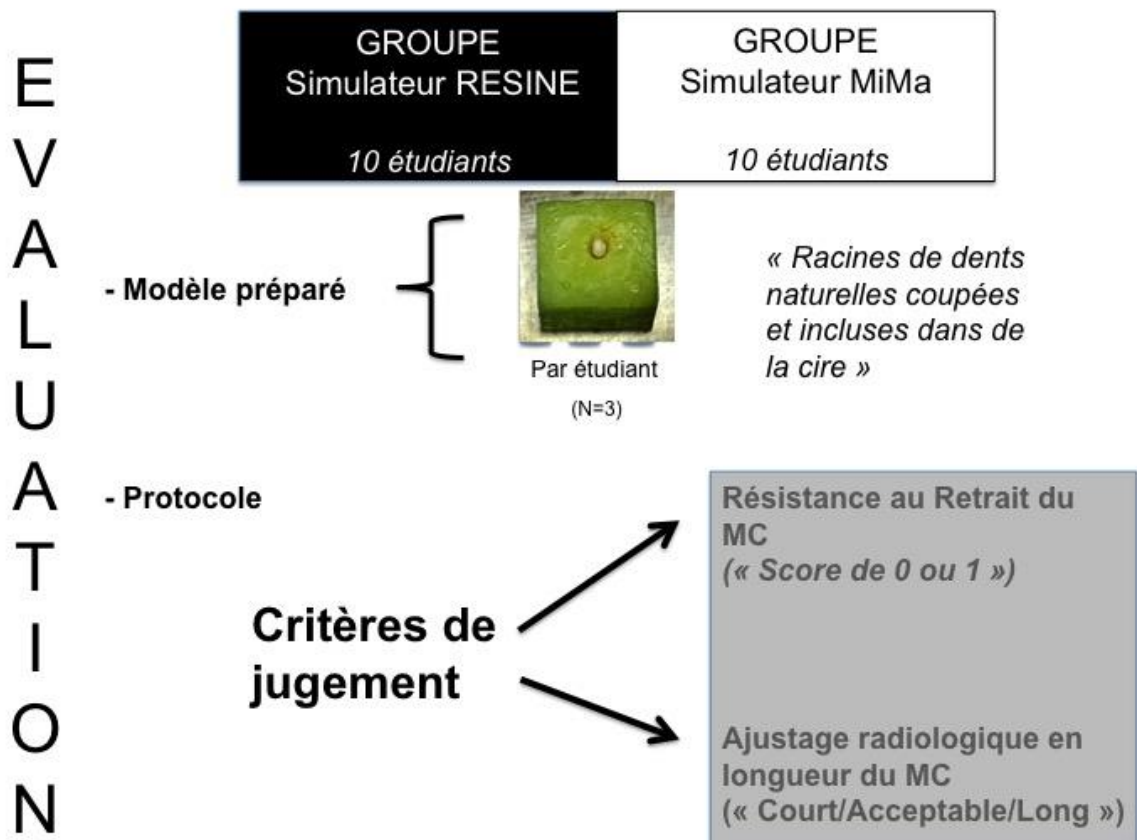 EVALUATION
GROUPE
Simulateur RESINE
10 étudiants
GROUPE
Simulateur MiMa
10 étudiants
- Modèle préparé
Par étudiant
(N=3)
« Racines de dents
naturelles coupées
et incluses dans de
la cire »
- Protocole
Critères de
jugement
Résistance au Retrait du
MC
(« Score de 0 ou 1 »)
Ajustage radiologique en
longueur du MC
(« Court/Acceptable/Long »)